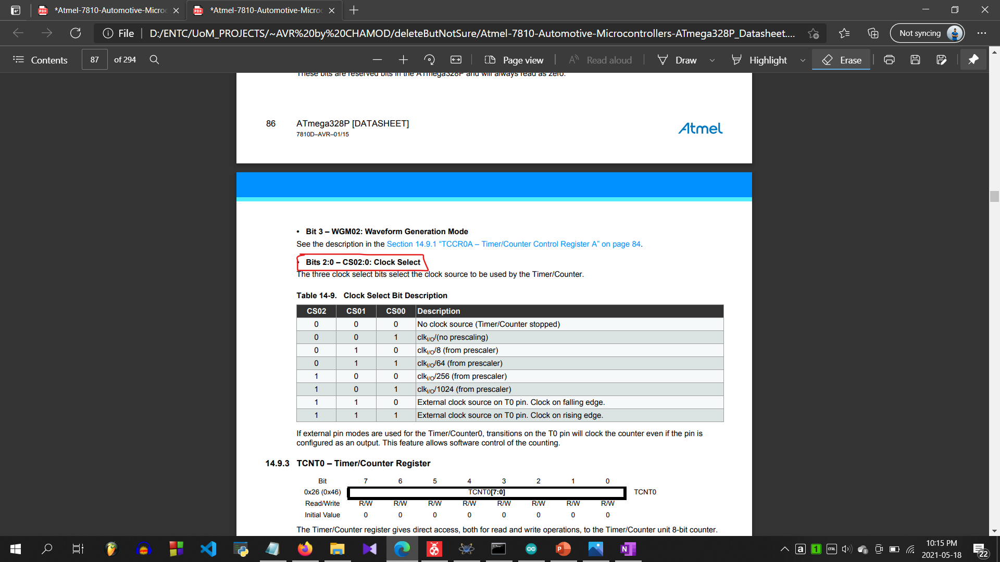 *Atmel-7810-Automotive-Micro
*Atmel-7810-Automotive-Micro
File
D:/ENTC/UoM_PROJECTS/~AVR%20by%20CHAMOD/deleteButNotSure/Atmel-7810-Automotive-Microcontrollers-ATmega328P_Datasheet....
Not syncing
Contents
87
of 294
Page view
Read aloud
Draw
Highlight
Erase
These bits are reserved bits in the ATmega328P and will always read as zero.
86 ATmega328P [DATASHEET]
7810D–AVR–01/15
Atmel
• Bit 3 – WGM02: Waveform Generation Mode
See the description in the Section 14.9.1 “TCCR0A – Timer/Counter Control Register A” on page 84.
• Bits 2:0 – CS02:0: Clock Select
The three clock select bits select the clock source to be used by the Timer/Counter.
Table 14-9. Clock Select Bit Description
CS02 CS01 CS00 Description
0 0 0 No clock source (Timer/Counter stopped)
0 0 1 clkI/O/(no prescaling)
0 1 0 clkI/O/8 (from prescaler)
0 1 1 clkI/O/64 (from prescaler)
1 0 0 clkI/O/256 (from prescaler)
1 0 1 clkI/O/1024 (from prescaler)
1 1 0 External clock source on T0 pin. Clock on falling edge.
1 1 1 External clock source on T0 pin. Clock on rising edge.
If external pin modes are used for the Timer/Counter0, transitions on the T0 pin will clock the counter even if the pin is
configured as an output. This feature allows software control of the counting.
14.9.3 TCNT0 – Timer/Counter Register
Bit 7 6 5 4 3 2 1 0
0x26 (0x46) TCNT0[7:0] TCNT0
Read/Write R/W R/W R/W R/W R/W R/W R/W R/W
Initial Value 0 0 0 0 0 0 0 0
The Timer/Counter register gives direct access, both for read and write operations, to the Timer/Counter unit 8-bit counter.
10:15 PM
2021-05-18
22